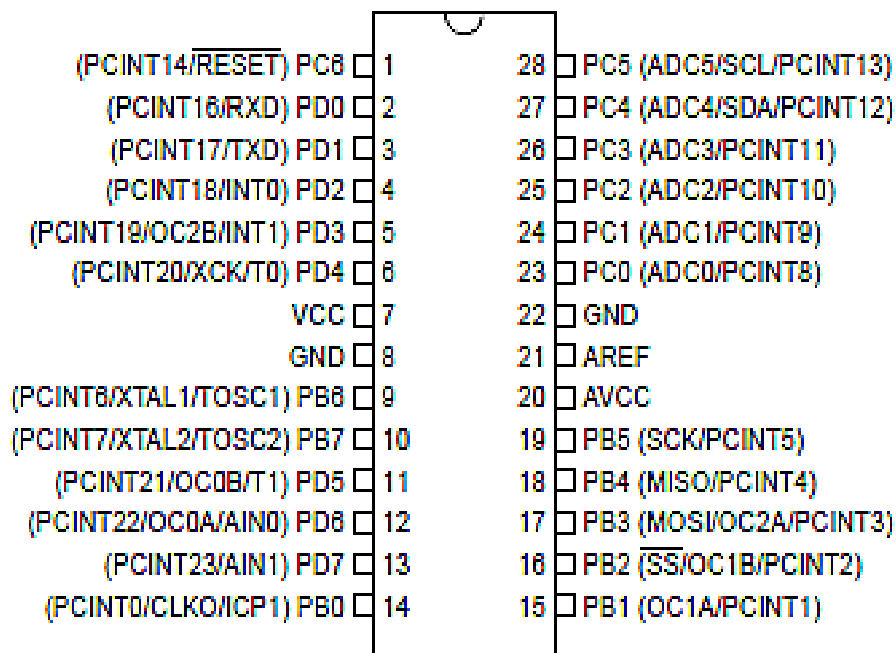 (PCINT14/RESET) PC6 1 28 PC5 (ADC5/SCL/PCINT13)
(PCINT16/RXD) PD0 2 27 PC4 (ADC4/SDA/PCINT12)
(PCINT17/TXD) PD1 3 26 PC3 (ADC3/PCINT11)
(PCINT18/INT0) PD2 4 25 PC2 (ADC2/PCINT10)
(PCINT19/OC2B/INT1) PD3 5 24 PC1 (ADC1/PCINT9)
(PCINT20/XCK/T0) PD4 6 23 PC0 (ADC0/PCINT8)
VCC 7 22 GND
GND 8 21 AREF
(PCINT6/XTAL1/TOSC1) PB6 9 20 AVCC
(PCINT7/XTAL2/TOSC2) PB7 10 19 PB5 (SCK/PCINT5)
(PCINT21/OC0B/T1) PD5 11 18 PB4 (MISO/PCINT4)
(PCINT22/OC0A/AIN0) PD6 12 17 PB3 (MOSI/OC2A/PCINT3)
(PCINT23/AIN1) PD7 13 16 PB2 (SS/OC1B/PCINT2)
(PCINT0/CLKO/ICP1) PB0 14 15 PB1 (OC1A/PCINT1)